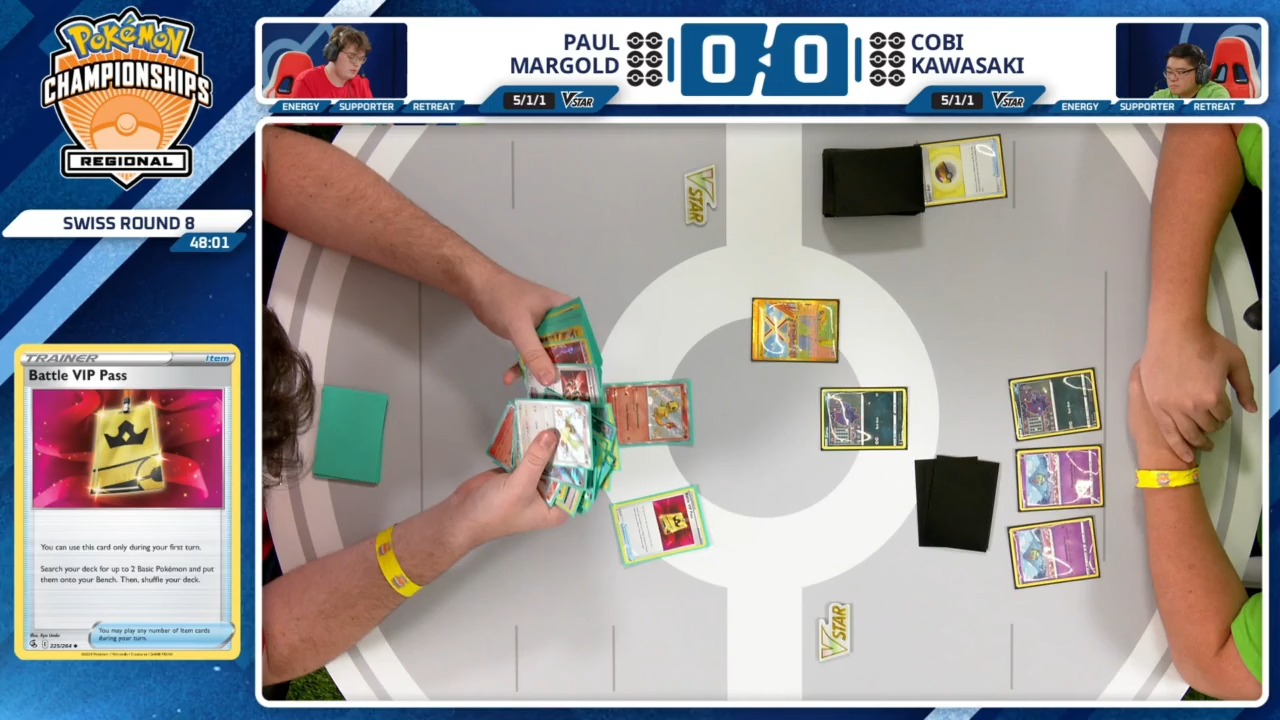 Pokémon
CHAMPIONSHIPS
REGIONAL
SWISS ROUND 8
48:01
PAUL
MARGOLD
0 0
COBI
KAWASAKI
ENERGY SUPPORTER RETREAT
5/1/1 VSTAR
5/1/1 VSTAR
ENERGY SUPPORTER RETREAT
TRAINER Item
Battle VIP Pass
You can use this card only during your first turn.
Search your deck for up to 2 Basic Pokémon and put
them onto your Bench. Then, shuffle your deck.
You may play any number of Item cards
during your turn.
225/264
VSTAR
VSTAR